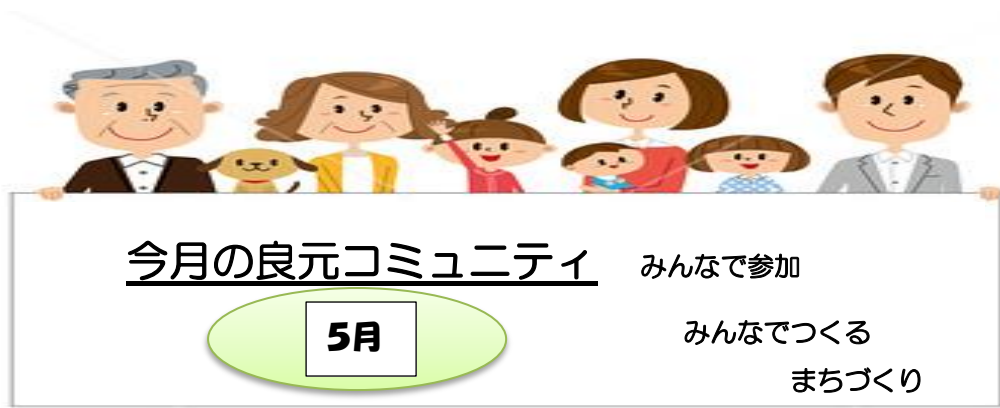 今月の良元コミュニティ
みんなで参加
5月
みんなでつくる
まちづくり